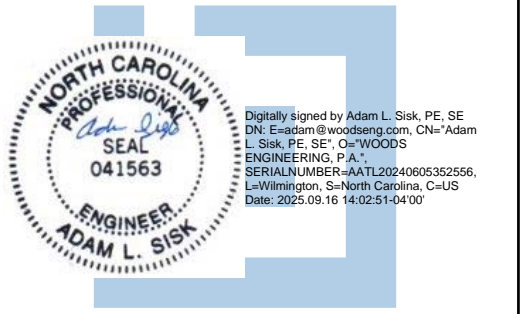 NORTH CAROLINA
PROFESSIONAL
SEAL
041563
ENGINEER
ADAM L. SISK
Digitally signed by Adam L. Sisk, PE, SE
DN: E=adam@woodseng.com, CN="Adam
L. Sisk, PE, SE", O="WOODS
ENGINEERING, P.A.",
SERIALNUMBER=AATL20240605352556,
L=Wilmington, S=North Carolina, C=US
Date: 2025.09.16 14:02:51-04'00'